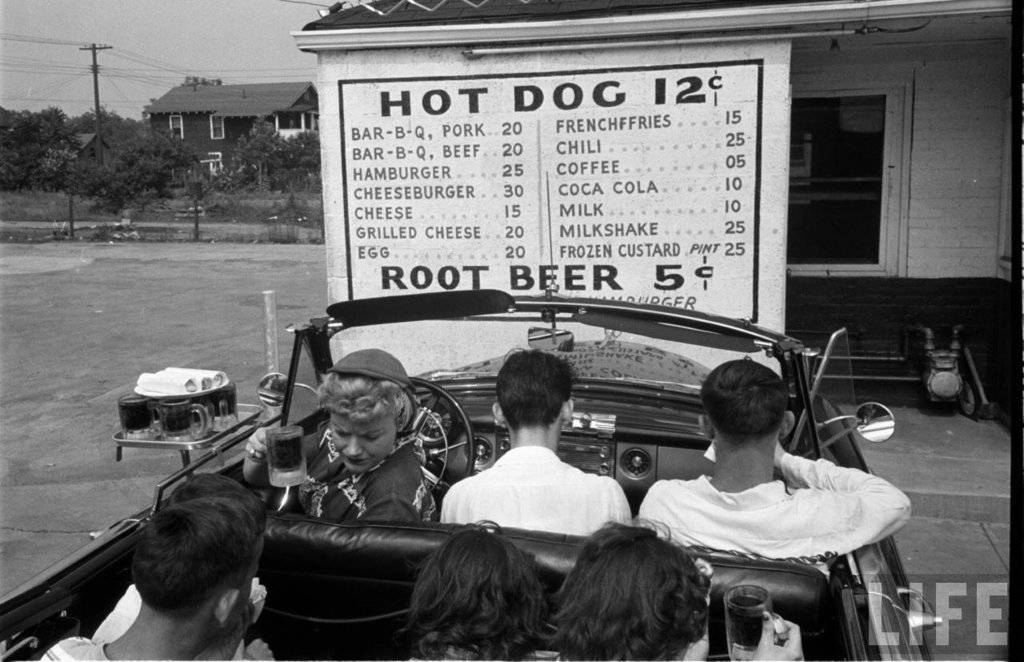 HOT DOG 12¢
BAR-B-Q, PORK .. 20
BAR-B-Q, BEEF .. 20
HAMBURGER ..... 25
CHEESEBURGER .. 30
CHEESE ........ 15
GRILLED CHEESE .. 20
EGG ............ 20
FRENCHFFRIES ..... 15
CHILI ............ 25
COFFEE .......... 05
COCA COLA ....... 10
MILK ............ 10
MILKSHAKE ....... 25
FROZEN CUSTARD PINT 25
ROOT BEER 5¢
HAMBURGER
LIFE